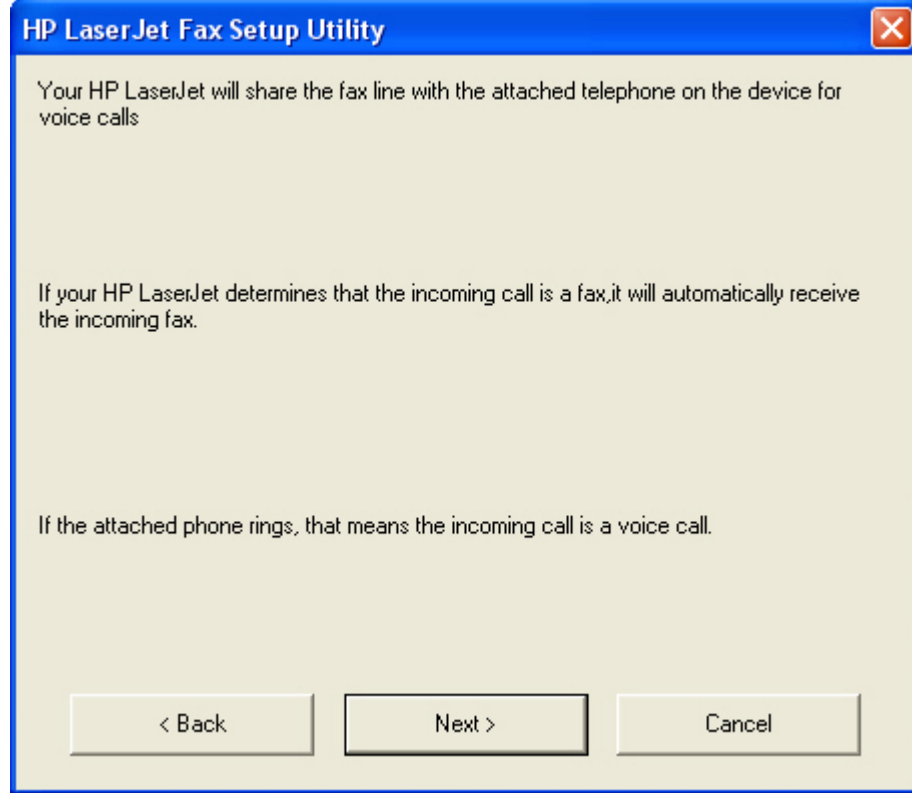 HP LaserJet Fax Setup Utility
Your HP LaserJet will share the fax line with the attached telephone on the device for
voice calls
If your HP LaserJet determines that the incoming call is a fax,it will automatically receive
the incoming fax.
If the attached phone rings, that means the incoming call is a voice call.
< Back
Next >
Cancel